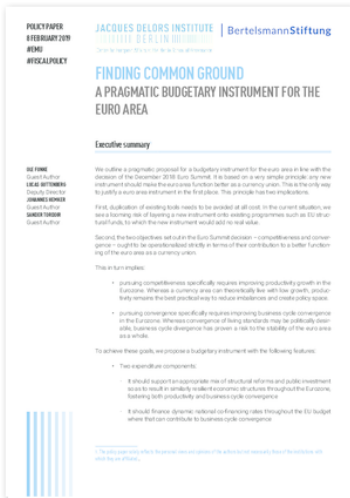 POLICY PAPER
8 FEBRUARY 2019
#EMU
#FISCALPOLICY
JACQUES DELORS INSTITUTE
BERLIN
BertelsmannStiftung
FINDING COMMON GROUND
A PRAGMATIC BUDGETARY INSTRUMENT FOR THE
EURO AREA
Executive summary
OLE FUNKE
Guest Author
LUCAS GUTTENBERG
Deputy Director
JOHANNES HEMKER
Guest Author
SANDER TORDOIR
Guest Author
We outline a pragmatic proposal for a budgetary instrument for the euro area in line with the
decision of the December 2018 Euro Summit. It is based on a very simple principle: any new
instrument should make the euro area function better as a currency union. This is the only way
to justify a euro area instrument in the first place. This principle has two implications.
First, duplication of existing tools needs to be avoided at all cost. In the current situation, we
see a looming risk of layering a new instrument onto existing programmes such as EU struc-
tural funds, to which the new instrument would add no real value.
Second, the two objectives set out in the Euro Summit decision – competitiveness and conver-
gence – ought to be operationalised strictly in terms of their contribution to a better function-
ing of the euro area as a currency union.
This in turn implies:
• pursuing competitiveness specifically requires improving productivity growth in the
Eurozone. Whereas a currency area can theoretically live with low growth, produc-
tivity remains the best practical way to reduce imbalances and create policy space.
• pursuing convergence specifically requires improving business cycle convergence
in the Eurozone. Whereas convergence of living standards may be politically desir-
able, business cycle divergence has proven a risk to the stability of the euro area
as a whole.
To achieve these goals, we propose a budgetary instrument with the following features:
• Two expenditure components:
It should support an appropriate mix of structural reforms and public investment
so as to result in similarly resilient economic structures throughout the Eurozone,
fostering both productivity and business cycle convergence
It should finance dynamic national co-financing rates throughout the EU budget
where that can contribute to business cycle convergence